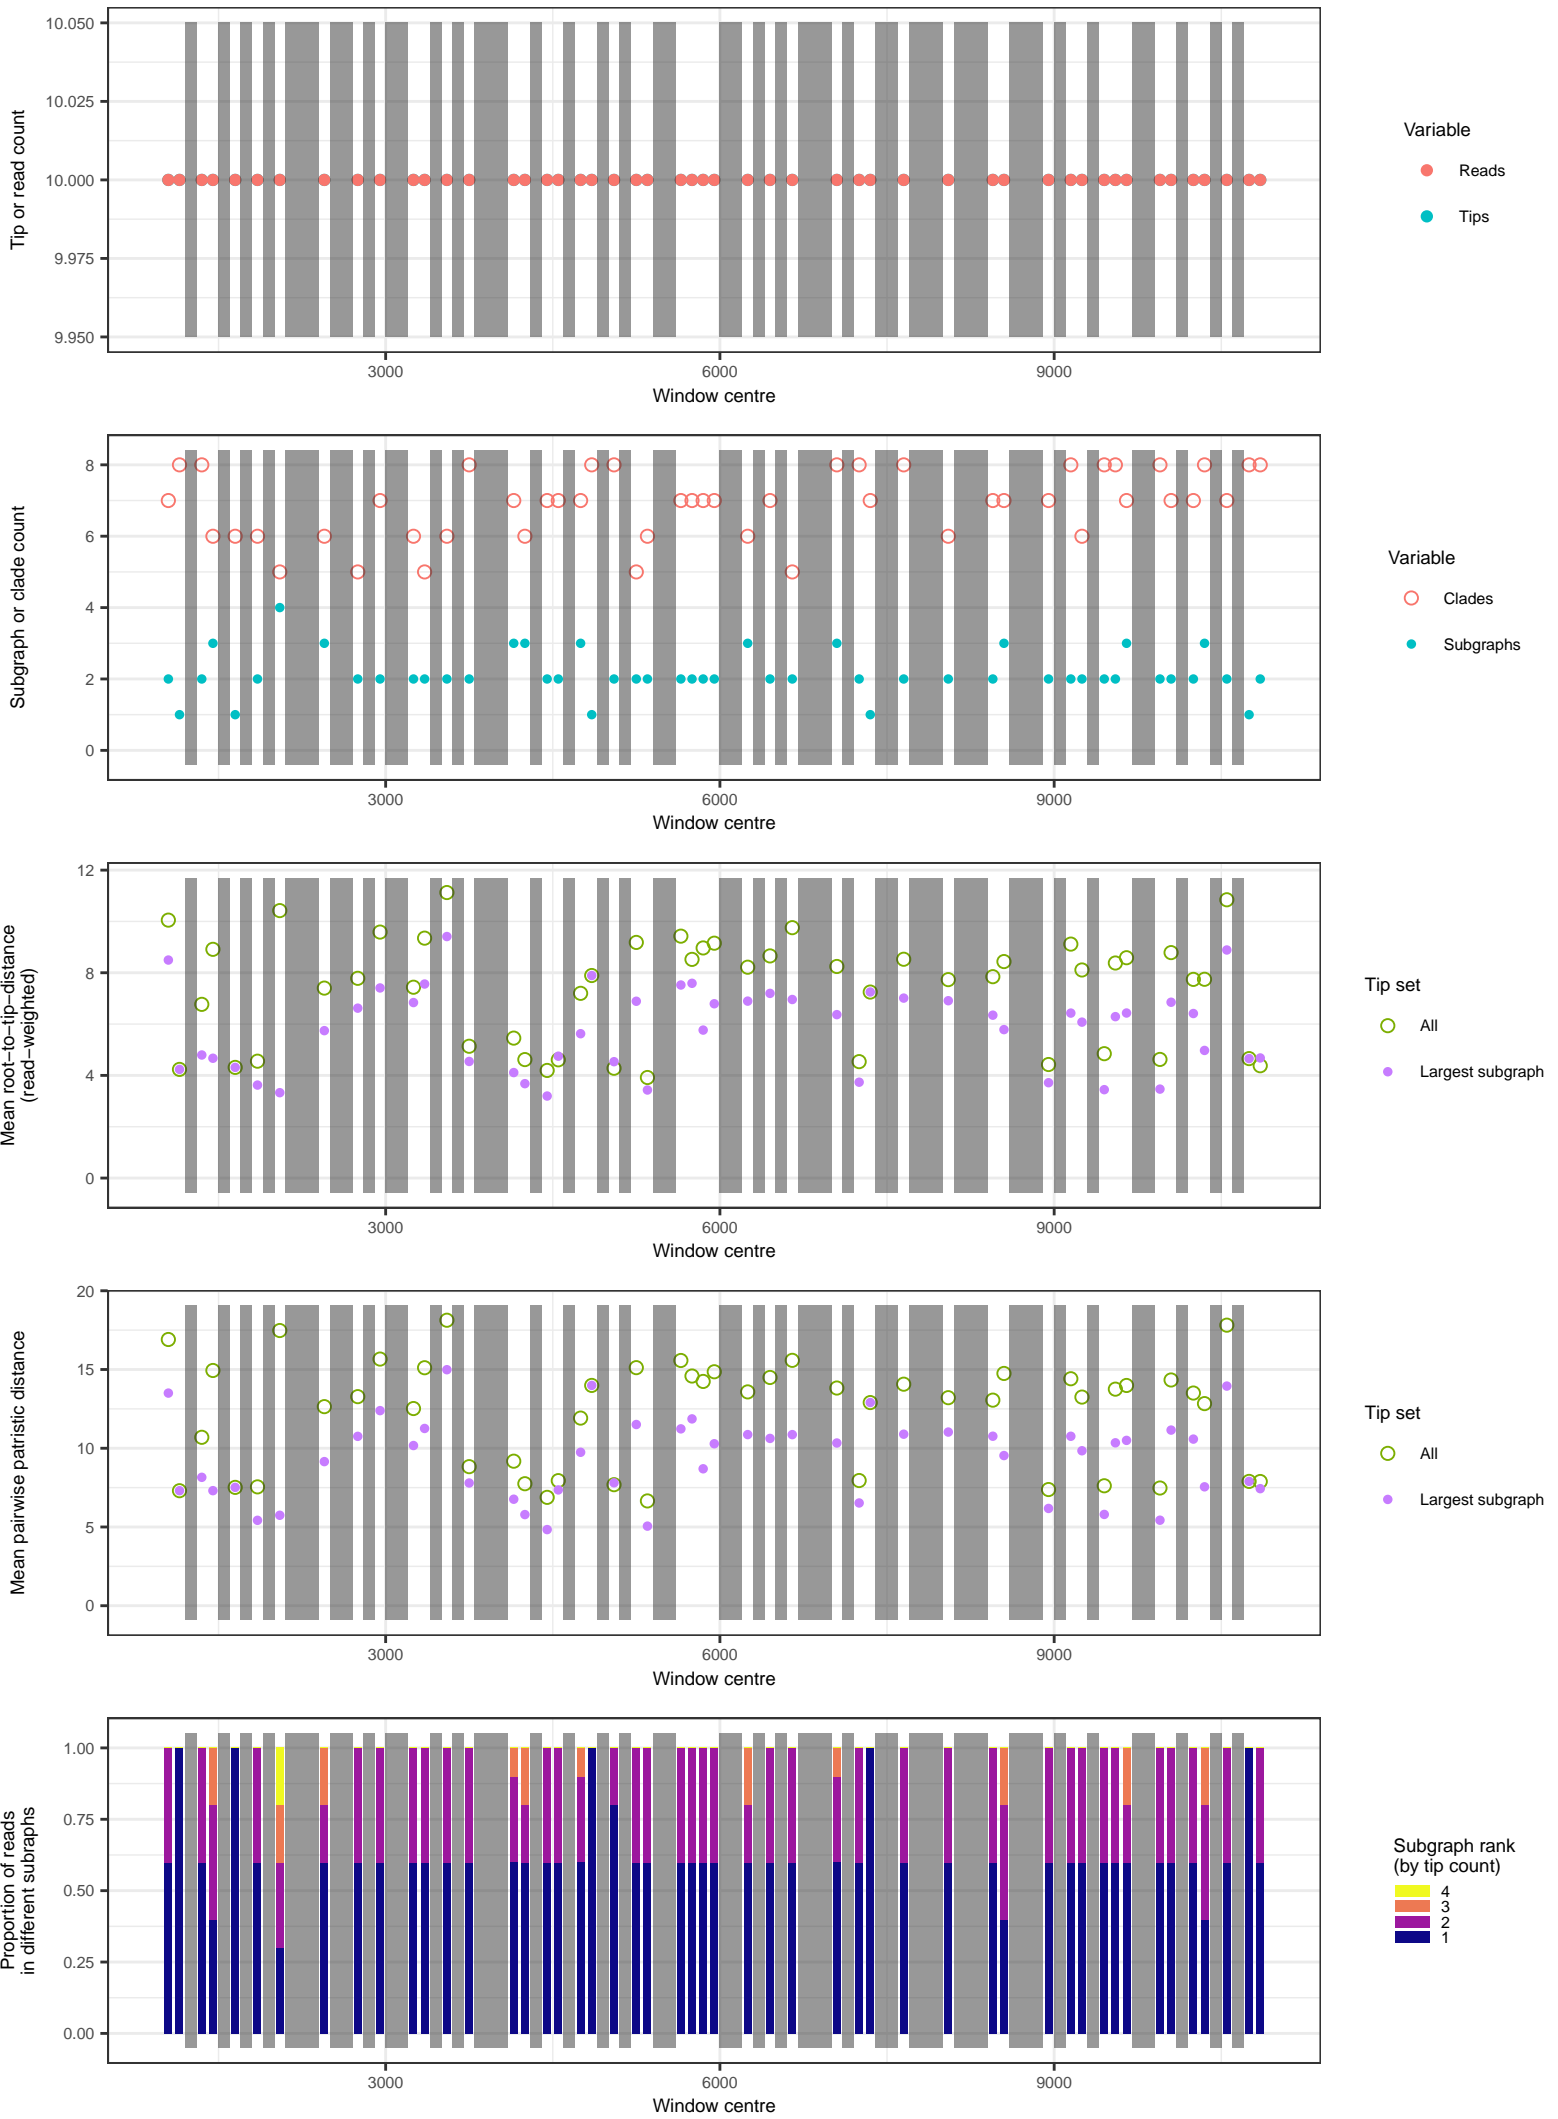 10.050
10.025
10.000
9.975
9.950
Tip or read count
3000
6000
9000
Window centre
Variable
Reads
Tips
8
6
4
2
0
Subgraph or clade count
3000
6000
9000
Window centre
Variable
Clades
Subgraphs
12
8
4
0
Mean root−to−tip−distance
(read−weighted)
3000
6000
9000
Window centre
Tip set
All
Largest subgraph
20
15
10
5
0
Mean pairwise patristic distance
3000
6000
9000
Window centre
Tip set
All
Largest subgraph
1.00
0.75
0.50
0.25
0.00
Proportion of reads
in different subraphs
3000
6000
9000
Window centre
Subgraph rank
(by tip count)
4
3
2
1